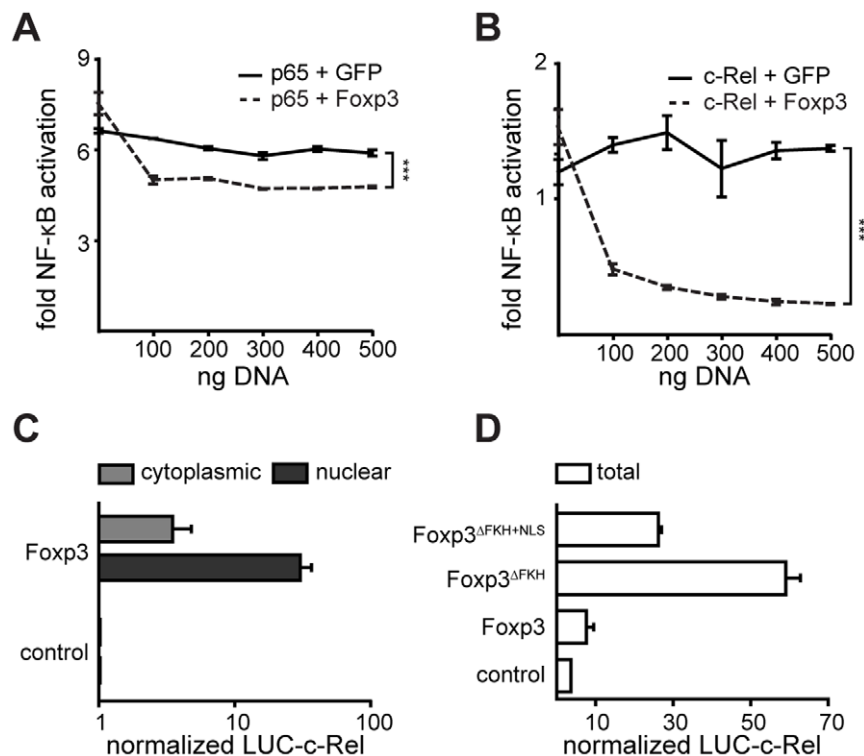 A
fold NF-κB activation
9
6
3
p65 + GFP
p65 + Foxp3
***
100 200 300 400 500
ng DNA
B
fold NF-κB activation
2
1
c-Rel + GFP
c-Rel + Foxp3
***
100 200 300 400 500
ng DNA
C
cytoplasmic nuclear
Foxp3
control
1 10 100
normalized LUC-c-Rel
D
total
Foxp3ΔFKH+NLS
Foxp3ΔFKH
Foxp3
control
10 30 50 70
normalized LUC-c-Rel